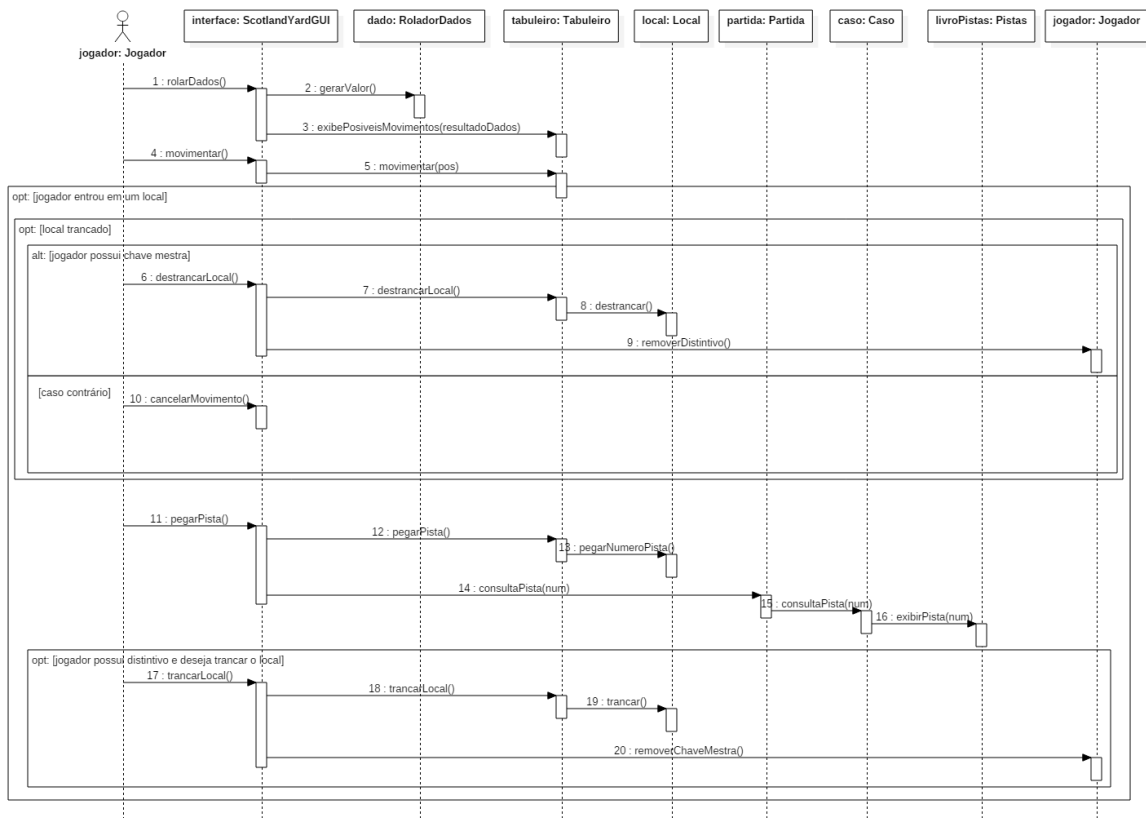 interface: ScotlandYardGUI
dado: RoladorDados
tabuleiro: Tabuleiro
local: Local
partida: Partida
caso: Caso
livroPistas: Pistas
jogador: Jogador
jogador: Jogador
1 : rolarDados()
2 : gerarValor()
3 : exibePosiveisMovimentos(resultadoDados)
4 : movimentar()
5 : movimentar(pos)
opt: [jogador entrou em um local]
opt: [local trancado]
alt: [jogador possui chave mestra]
6 : destrancarLocal()
7 : destrancarLocal()
8 : destrancar()
9 : removerDistintivo()
[caso contrário]
10 : cancelarMovimento()
11 : pegarPista()
12 : pegarPista()
13 : pegarNumeroPista()
14 : consultaPista(num)
15 : consultaPista(num)
16 : exibirPista(num)
opt: [jogador possui distintivo e deseja trancar o local]
17 : trancarLocal()
18 : trancarLocal()
19 : trancar()
20 : removerChaveMestra()